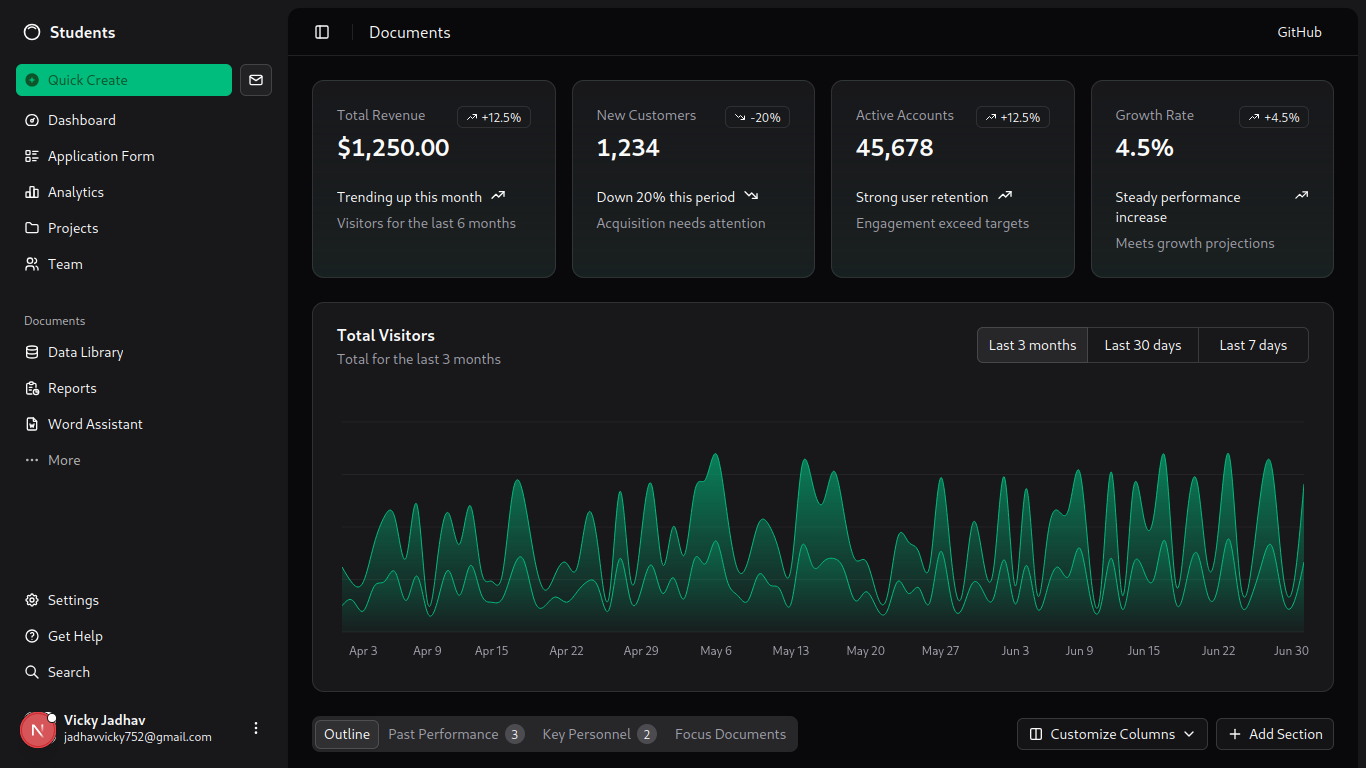 Students
Quick Create
Dashboard
Application Form
Analytics
Projects
Team
Documents
Data Library
Reports
Word Assistant
More
Settings
Get Help
Search
N
Vicky Jadhav
jadhavvicky752@gmail.com
Documents
GitHub
Total Revenue
+12.5%
$1,250.00
Trending up this month
Visitors for the last 6 months
New Customers
-20%
1,234
Down 20% this period
Acquisition needs attention
Active Accounts
+12.5%
45,678
Strong user retention
Engagement exceed targets
Growth Rate
+4.5%
4.5%
Steady performance
increase
Meets growth projections
Total Visitors
Total for the last 3 months
Last 3 months Last 30 days Last 7 days
Apr 3 Apr 9 Apr 15 Apr 22 Apr 29 May 6 May 13 May 20 May 27 Jun 3 Jun 9 Jun 15 Jun 22 Jun 30
Outline Past Performance 3 Key Personnel 2 Focus Documents
Customize Columns
Add Section